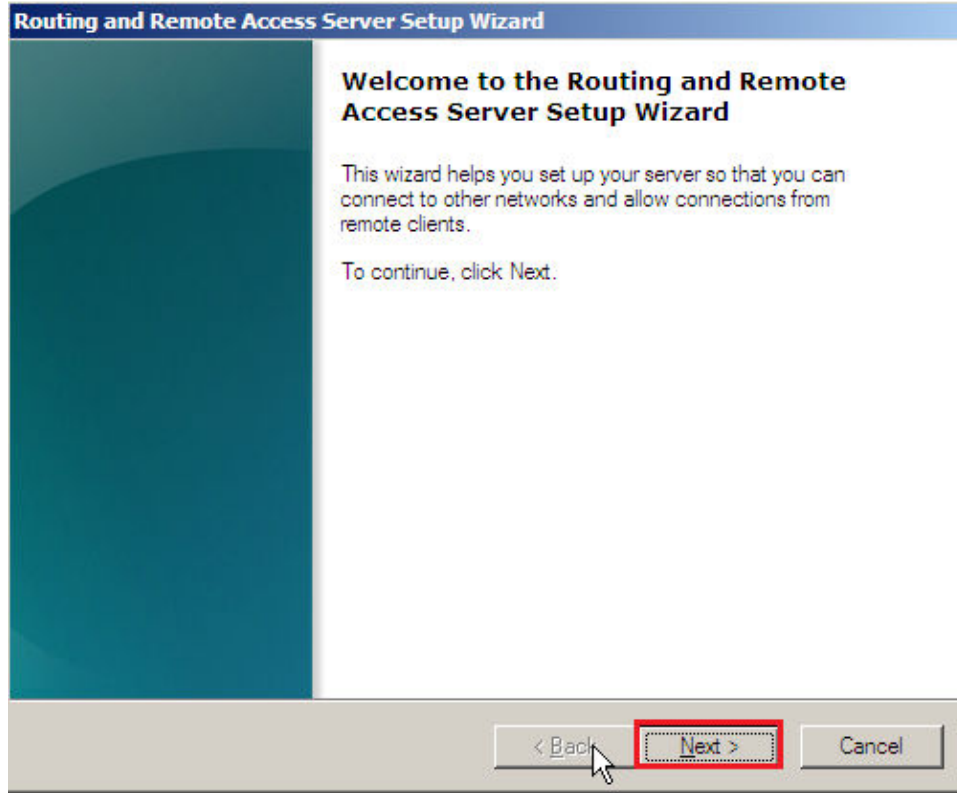 Routing and Remote Access Server Setup Wizard
Welcome to the Routing and Remote
Access Server Setup Wizard
This wizard helps you set up your server so that you can
connect to other networks and allow connections from
remote clients.
To continue, click Next.
< Back
Next >
Cancel